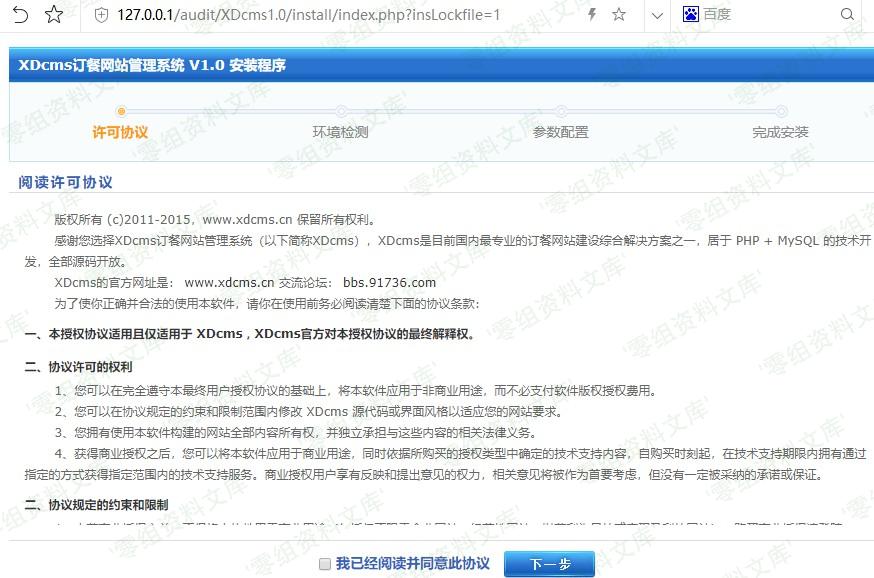 127.0.0.1/audit/XDcms1.0/install/index.php?insLockfile=1
百度
XDcms订餐网站管理系统 V1.0 安装程序
许可协议 环境检测 参数配置 完成安装
阅读许可协议
版权所有 (c)2011-2015，www.xdcms.cn 保留所有权利。
感谢您选择XDcms订餐网站管理系统（以下简称XDcms），XDcms是目前国内最专业的订餐网站建设综合解决方案之一，居于 PHP + MySQL 的技术开
发，全部源码开放。
XDcms的官方网址是： www.xdcms.cn 交流论坛： bbs.91736.com
为了使你正确并合法的使用本软件，请你在使用前务必阅读清楚下面的协议条款：
一、本授权协议适用且仅适用于 XDcms，XDcms官方对本授权协议的最终解释权。
二、协议许可的权利
1、您可以在完全遵守本最终用户授权协议的基础上，将本软件应用于非商业用途，而不必支付软件版权授权费用。
2、您可以在协议规定的约束和限制范围内修改 XDcms 源代码或界面风格以适应您的网站要求。
3、您拥有使用本软件构建的网站全部内容所有权，并独立承担与这些内容的相关法律义务。
4、获得商业授权之后，您可以将本软件应用于商业用途，同时依据所购买的授权类型中确定的技术支持内容，自购买时刻起，在技术支持期限内拥有通过
指定的方式获得指定范围内的技术支持服务。商业授权用户享有反映和提出意见的权力，相关意见将被作为首要考虑，但没有一定被采纳的承诺或保证。
二、协议规定的约束和限制
我已经阅读并同意此协议 下一步
零组资料文库